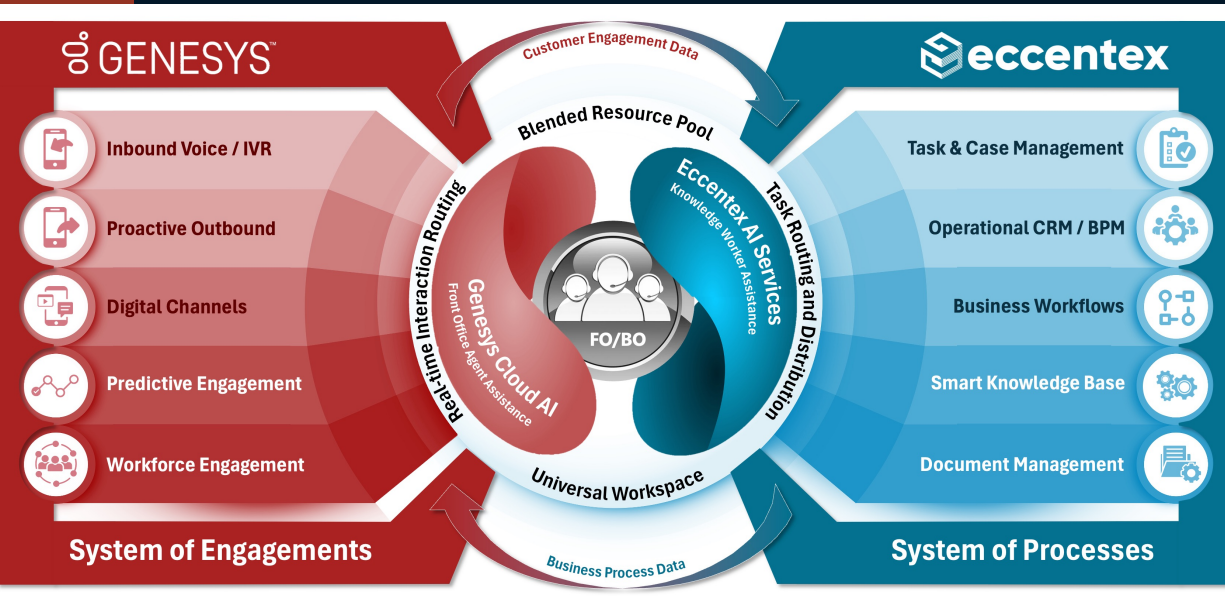 GENESYS™
eccentex
Customer Engagement Data
Blended Resource Pool
Inbound Voice / IVR
Proactive Outbound
Digital Channels
Predictive Engagement
Workforce Engagement
Real-time Interaction Routing
Genesys Cloud AI
Front Office Agent Assistance
FO/BO
Eccentex AI Services
Knowledge Worker Assistance
Task Routing and Distribution
Task & Case Management
Operational CRM / BPM
Business Workflows
Smart Knowledge Base
Document Management
Universal Workspace
System of Engagements
Business Process Data
System of Processes